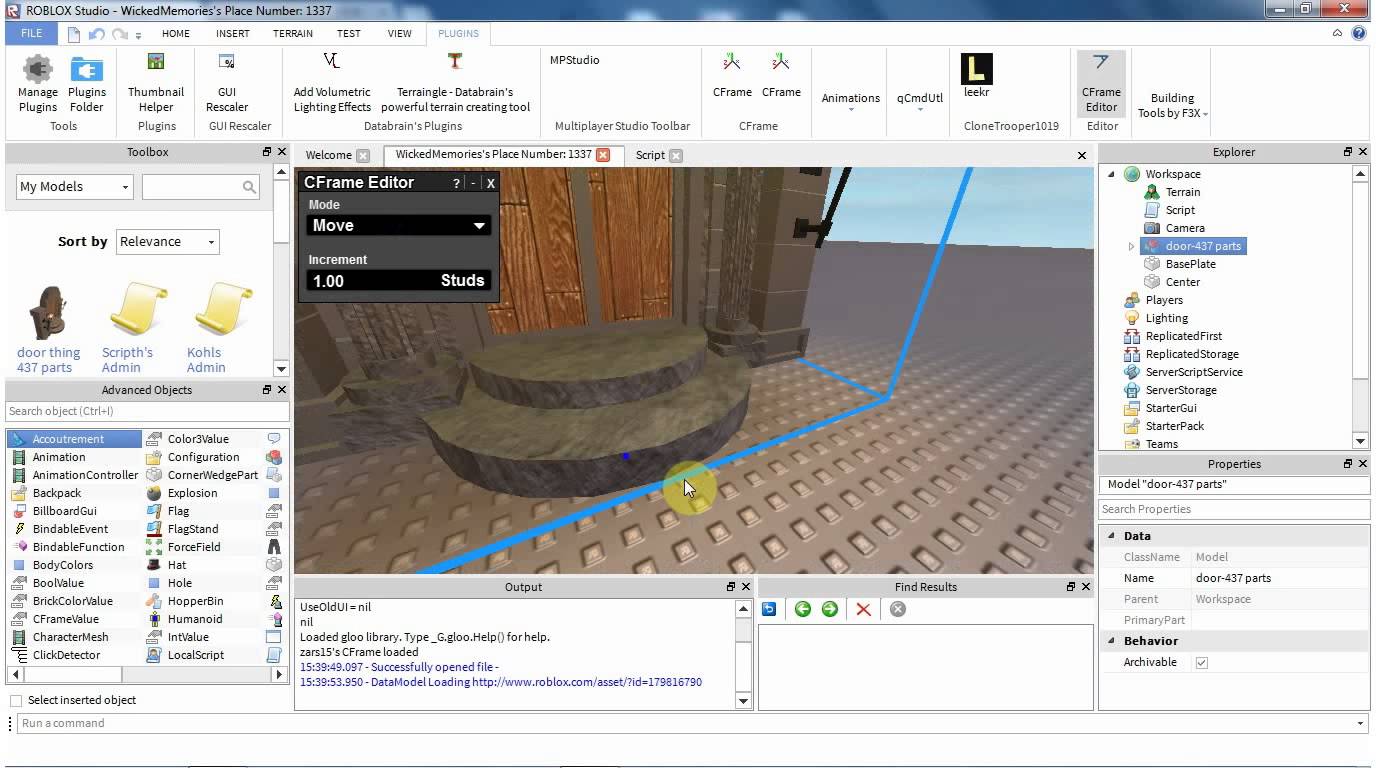 ROBLOX Studio - WickedMemories's Place Number: 1337
FILE HOME INSERT TERRAIN TEST VIEW PLUGINS
Manage Plugins
Plugins Folder
Tools
Thumbnail Helper
Plugins
GUI Rescaler
GUI Rescaler
Add Volumetric Lighting Effects
Terraingle - Databrain's powerful terrain creating tool
Databrain's Plugins
MPStudio
Multiplayer Studio Toolbar
CFrame CFrame
CFrame
Animations
qCmdUtl
L
leekr
CloneTrooper1019
CFrame Editor
Editor
Building Tools by F3X
Toolbox
My Models
Sort by Relevance
door thing 437 parts
Scripth's Admin
Kohls Admin
Advanced Objects
Search object (Ctrl+I)
Accoutrement Color3Value
Animation Configuration
AnimationController CornerWedgePart
Backpack Explosion
BillboardGui Flag
BindableEvent FlagStand
BindableFunction ForceField
BodyColors Hat
BoolValue Hole
BrickColorValue HopperBin
CFrameValue Humanoid
CharacterMesh IntValue
ClickDetector LocalScript
Select inserted object
Run a command
Welcome
WickedMemories's Place Number: 1337
Script
CFrame Editor ? - X
Mode
Move
Increment
1.00 Studs
Output
UseOldUI = nil
nil
Loaded gloo library. Type _G.gloo.Help() for help.
zars15's CFrame loaded
15:39:49.097 - Successfully opened file -
15:39:53.950 - DataModel Loading http://www.roblox.com/asset/?id=179816790
Find Results
Explorer
Workspace
Terrain
Script
Camera
door-437 parts
BasePlate
Center
Players
Lighting
ReplicatedFirst
ReplicatedStorage
ServerScriptService
ServerStorage
StarterGui
StarterPack
Teams
Properties
Model "door-437 parts"
Search Properties
Data
ClassName Model
Name door-437 parts
Parent Workspace
PrimaryPart
Behavior
Archivable